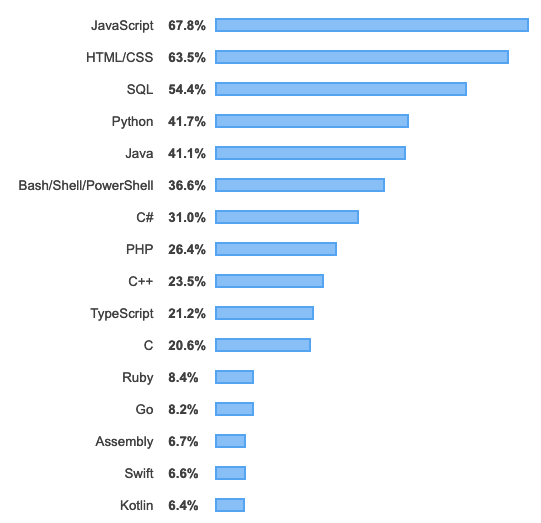 JavaScript 67.8%
HTML/CSS 63.5%
SQL 54.4%
Python 41.7%
Java 41.1%
Bash/Shell/PowerShell 36.6%
C# 31.0%
PHP 26.4%
C++ 23.5%
TypeScript 21.2%
C 20.6%
Ruby 8.4%
Go 8.2%
Assembly 6.7%
Swift 6.6%
Kotlin 6.4%